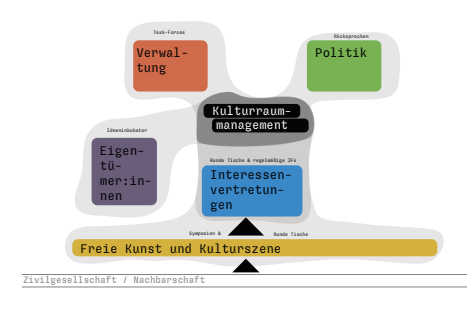 Task-Forces
Rücksprachen
Verwal-
tung
Politik
Kulturraum-
management
Ideeninkubator
Eigen-
tü-
mer:in-
nen
Runde Tische & regelmäßige JFs
Interessen-
vertretun-
gen
Symposien &
Runde Tische
Freie Kunst und Kulturszene
Zivilgesellschaft / Nachbarschaft